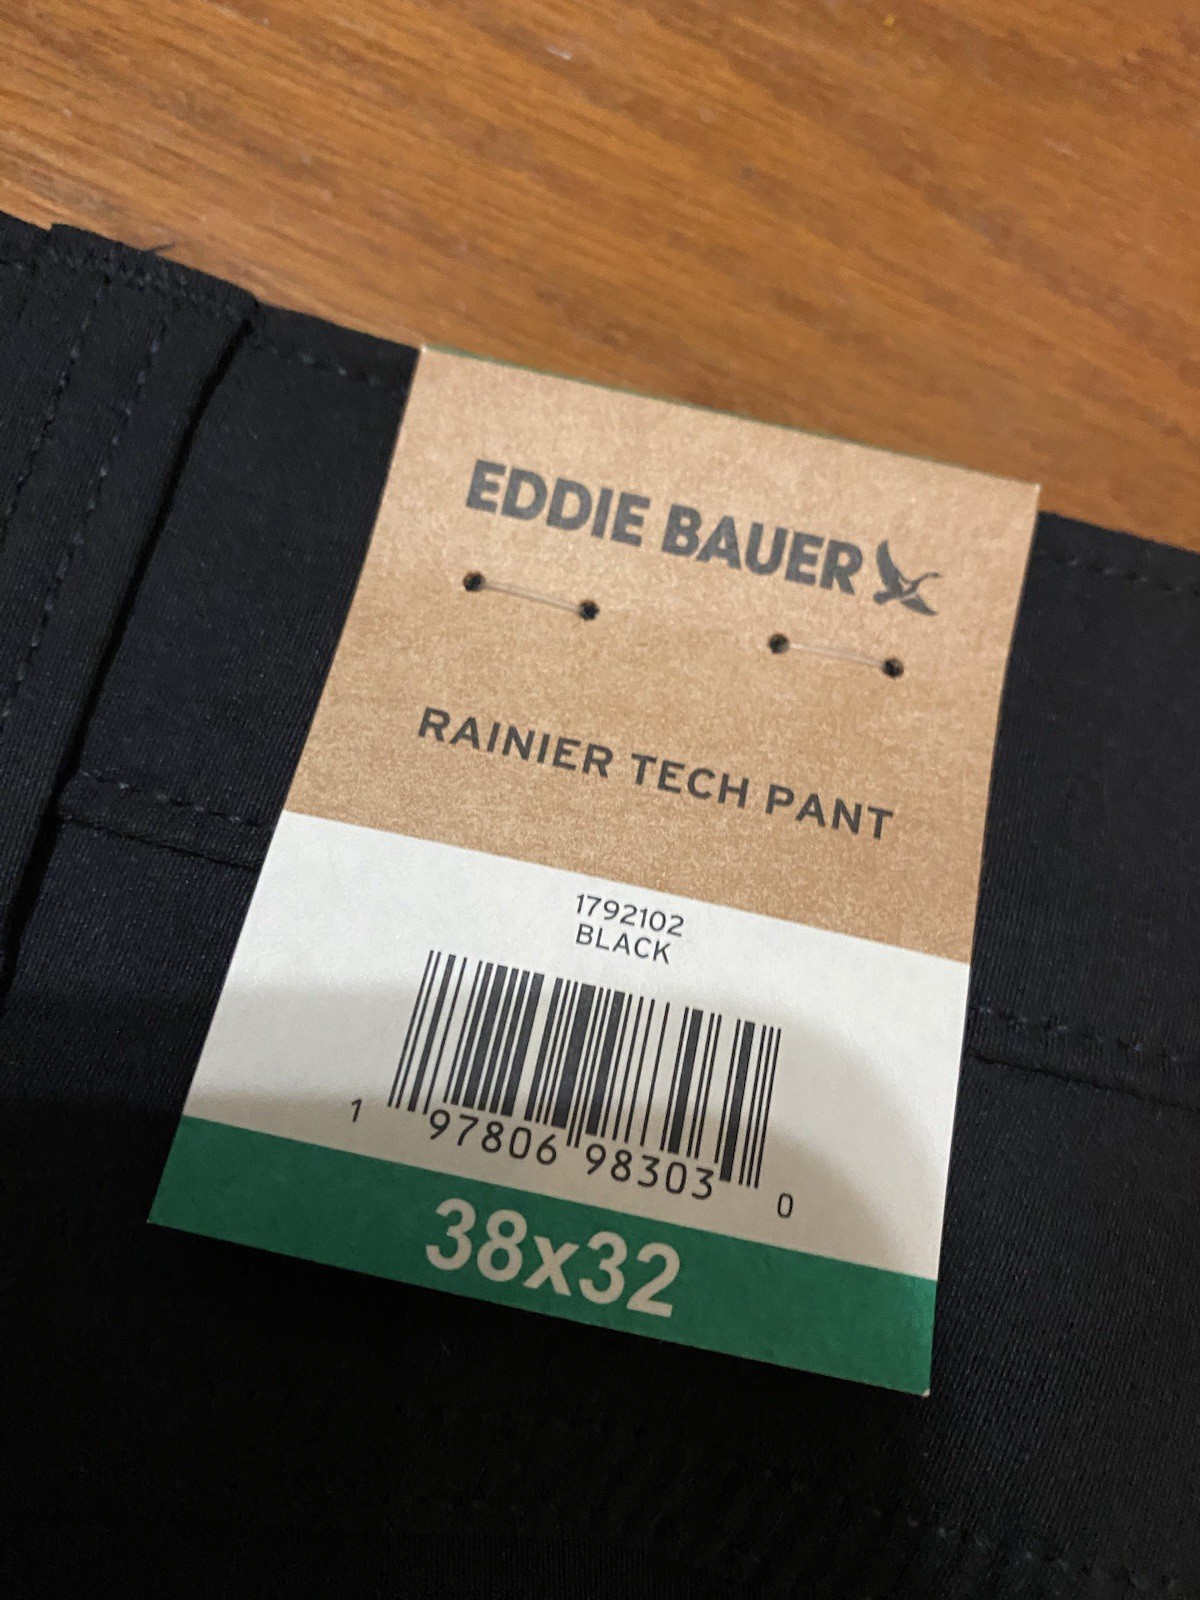 EDDIE BAUER
RAINIER TECH PANT
1792102
BLACK
1 97806 98303 0
38x32